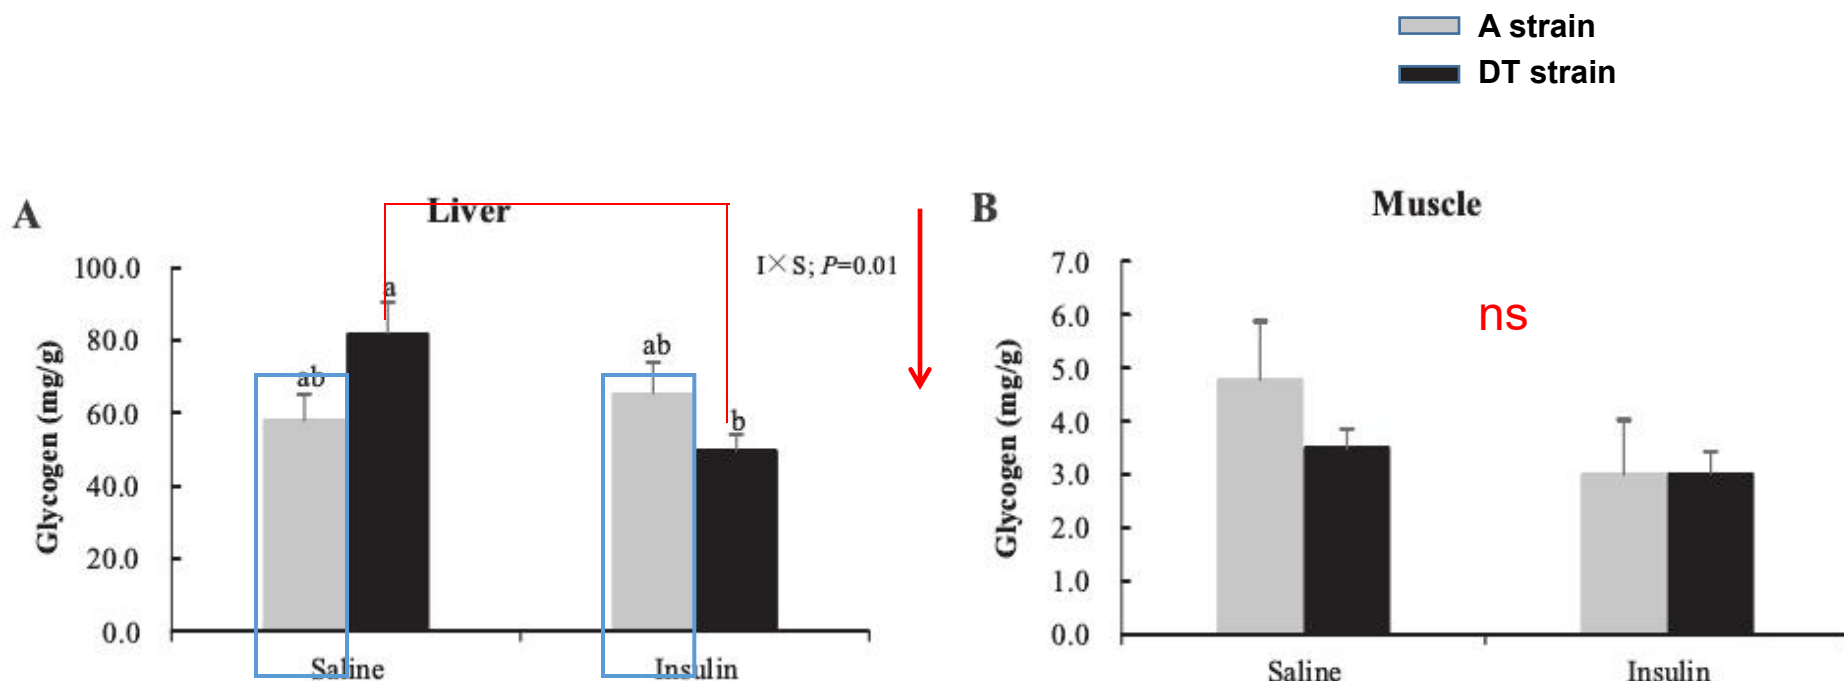 A strain
DT strain
A
Liver
I×S; P=0.01
Glycogen (mg/g)
100.0
80.0
60.0
40.0
20.0
0.0
ab
a
ab
b
Saline
Insulin
B
Muscle
ns
Glycogen (mg/g)
7.0
6.0
5.0
4.0
3.0
2.0
1.0
0.0
Saline
Insulin